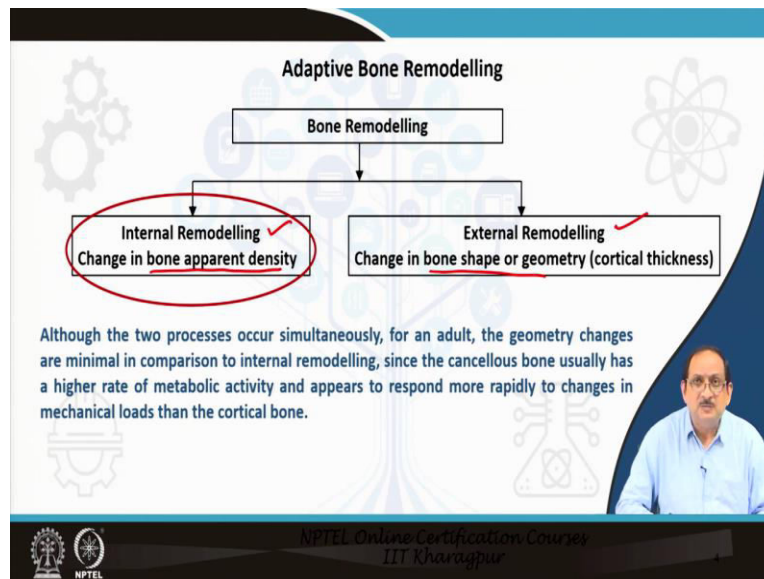 Adaptive Bone Remodelling
Bone Remodelling
Internal Remodelling
Change in bone apparent density
External Remodelling
Change in bone shape or geometry (cortical thickness)
Although the two processes occur simultaneously, for an adult, the geometry changes
are minimal in comparison to internal remodelling, since the cancellous bone usually has
a higher rate of metabolic activity and appears to respond more rapidly to changes in
mechanical loads than the cortical bone.
NPTEL Online Certification Courses
IIT Kharagpur
NPTEL
4